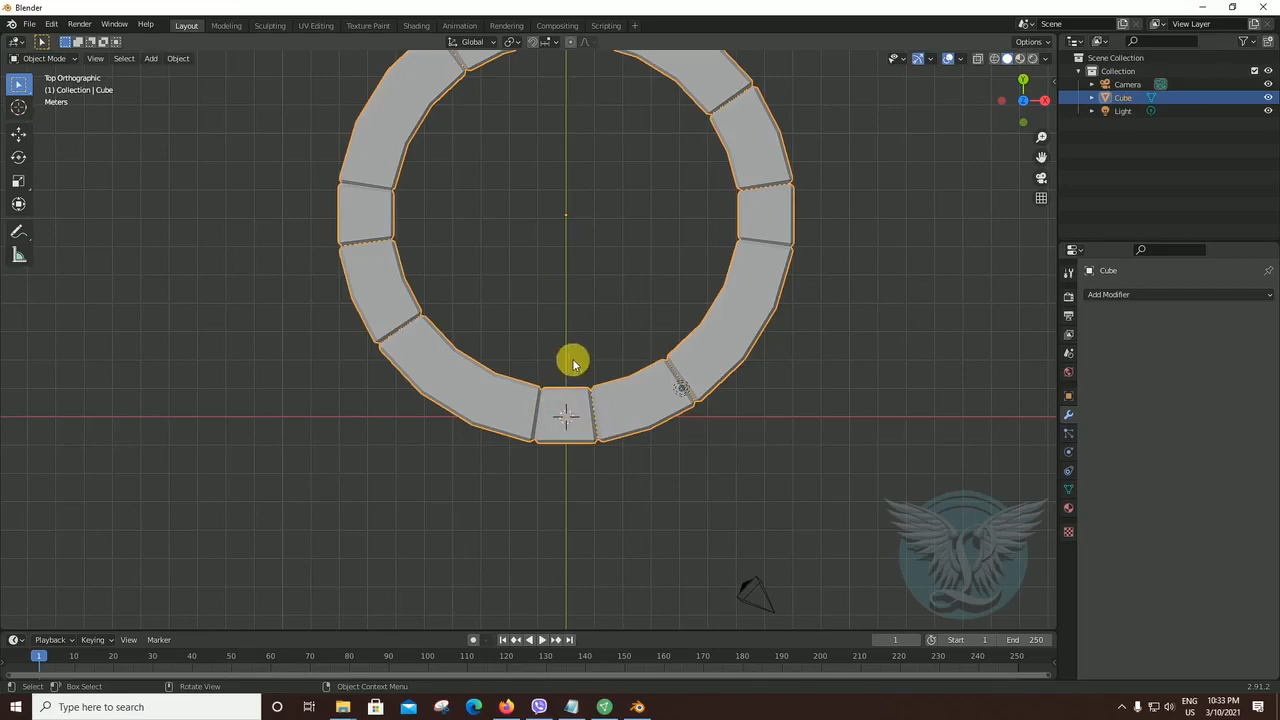 Blender
File Edit Render Window Help Layout Modeling Sculpting UV Editing Texture Paint Shading Animation Rendering Compositing Scripting + Scene View Layer
Global Options
Object Mode View Select Add Object
Top Orthographic
(1) Collection | Cube
Meters
Y
X
Z
Scene Collection
Collection
Camera
Cube
Light
Cube
Add Modifier
Playback Keying View Marker 1 Start 1 End 250
1 10 20 30 40 50 60 70 80 90 100 110 120 130 140 150 160 170 180 190 200 210 220 230 240 250
Select Box Select Rotate View Object Context Menu 2.91.2
Type here to search
ENG
US
10:33 PM
3/10/2021